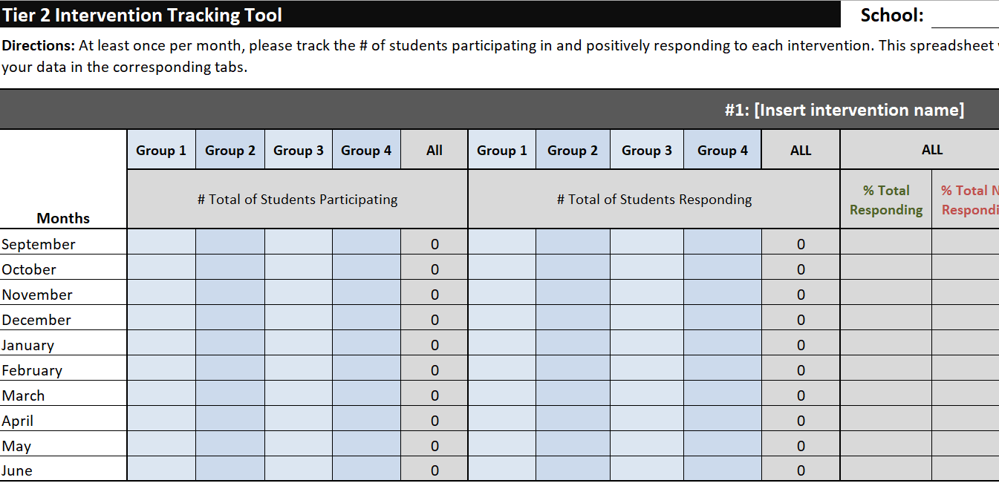 Tier 2 Intervention Tracking Tool School:
Directions: At least once per month, please track the # of students participating in and positively responding to each intervention. This spreadsheet
your data in the corresponding tabs.
#1: [Insert intervention name]
Group 1 Group 2 Group 3 Group 4 All Group 1 Group 2 Group 3 Group 4 ALL ALL
Months # Total of Students Participating # Total of Students Responding % Total Responding % Total
September 0 0
October 0 0
November 0 0
December 0 0
January 0 0
February 0 0
March 0 0
April 0 0
May 0 0
June 0 0